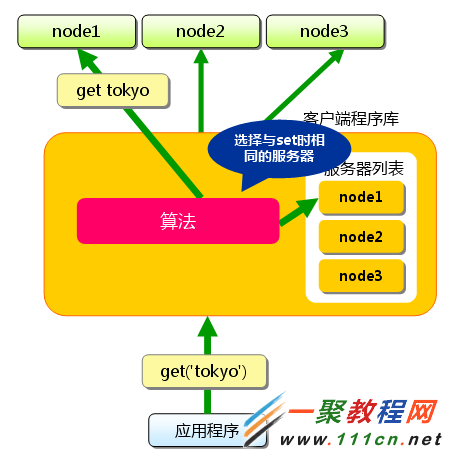 node1
node2
node3
get tokyo
客户端程序库
选择与set时相
同的服务器
服务器列表
算法
node1
node2
node3
get('tokyo')
应用程序
一聚教程网
www.111cn.net